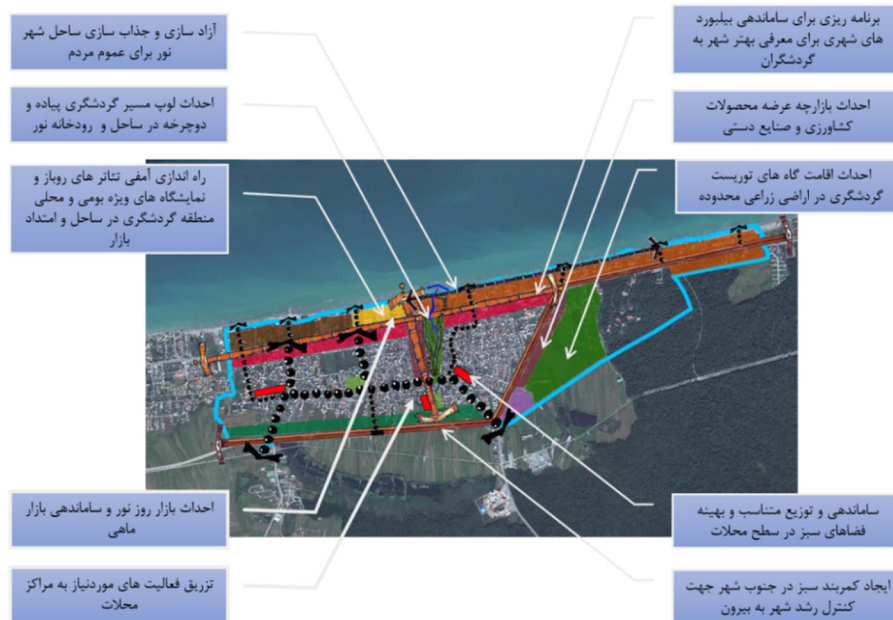 برنامه ریزی برای ساماندهی بیلبورد
های شهری برای معرفی بهتر شهر به
گردشگران
احداث بازارچه عرضه محصولات
کشاورزی و صنایع دستی
احداث اقامت گاه های توریست
گردشگری در اراضی زراعی محدوده
آزاد سازی و جذاب سازی ساحل شهر
نور برای عموم مردم
احداث لوپ مسیر گردشگری پیاده و
دوچرخه در ساحل و رودخانه نور
راه اندازی آمفی تئاتر های روباز و
نمایشگاه های ویژه بومی و محلی
منطقه گردشگری در ساحل و امتداد
بازار
ساماندهی و توزیع متناسب و بهینه
فضاهای سبز در سطح محلات
ایجاد کمربند سبز در جنوب شهر جهت
کنترل رشد شهر به بیرون
احداث بازار روز نور و ساماندهی بازار
ماهی
تزریق فعالیت های موردنیاز به مراکز
محلات